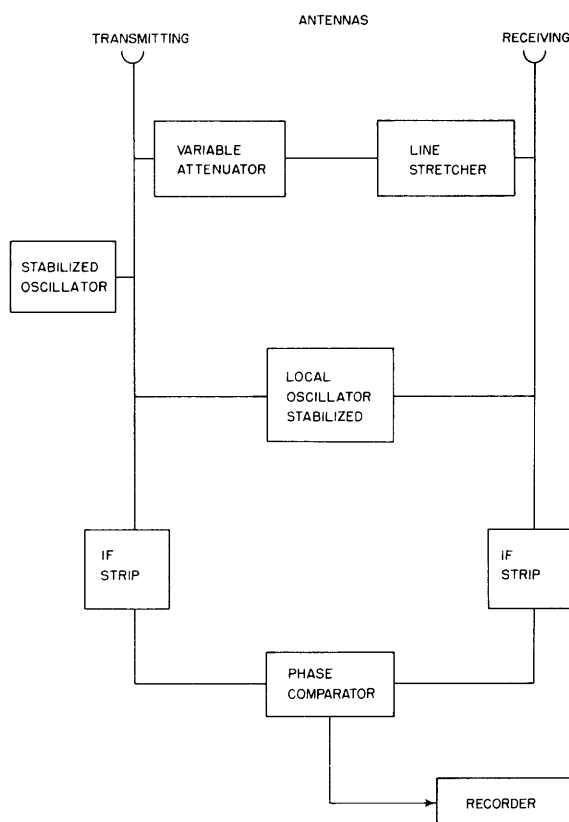 ANTENNAS
TRANSMITTING
RECEIVING
VARIABLE
ATTENUATOR
LINE
STRETCHER
STABILIZED
OSCILLATOR
LOCAL
OSCILLATOR
STABILIZED
IF
STRIP
IF
STRIP
PHASE
COMPARATOR
RECORDER